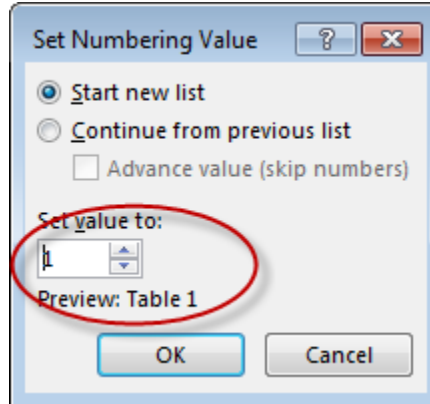 Set Numbering Value
Start new list
Continue from previous list
Advance value (skip numbers)
Set value to:
1
Preview: Table 1
OK Cancel